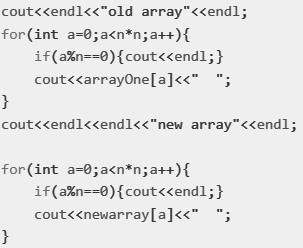 cout<<endl<<"old array"<<endl;
for(int a=0;a<n*n;a++){
    if(a%n==0){cout<<endl;}
    cout<<arrayOne[a]<<"  ";
}
cout<<endl<<endl<<"new array"<<endl;

for(int a=0;a<n*n;a++){
    if(a%n==0){cout<<endl;}
    cout<<newarray[a]<<"  ";
}